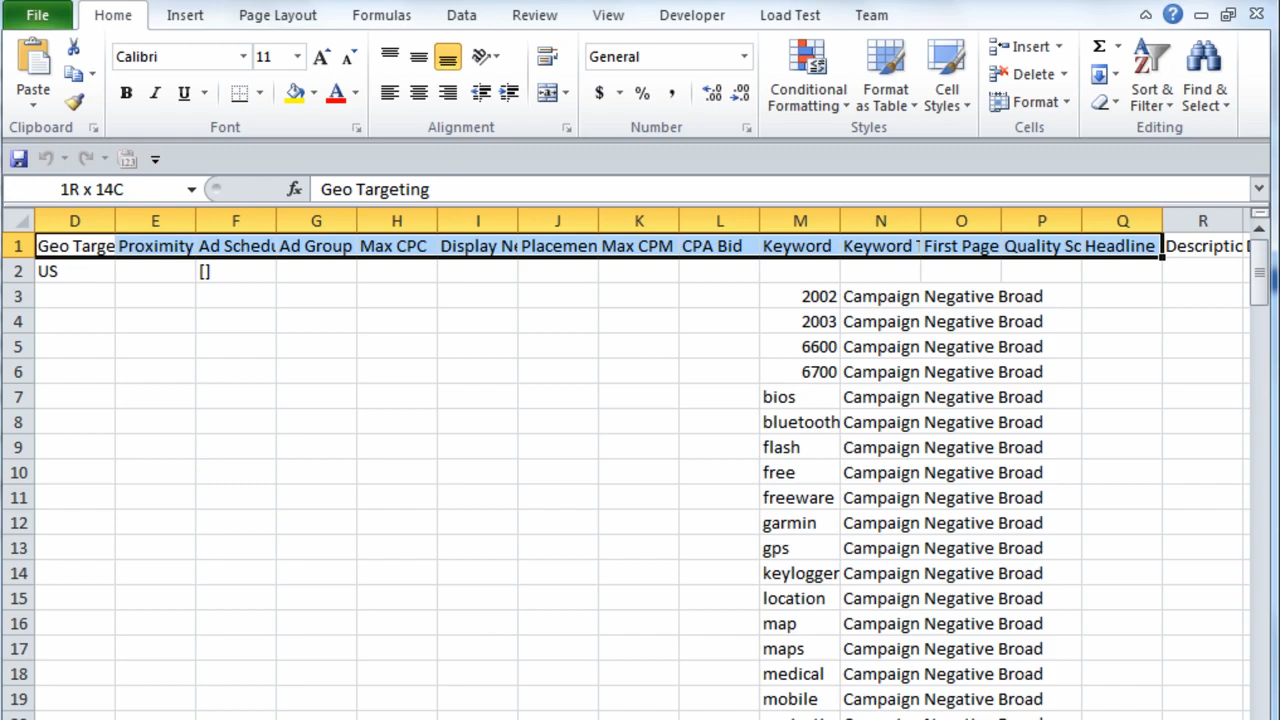 File Home Insert Page Layout Formulas Data Review View Developer Load Test Team
Calibri 11 A A General Insert Σ
Paste Conditional Formatting Format as Table Cell Styles Delete Sort & Filter Find & Select
B I U A $ % , .0 .00 .00 .0 Format
Clipboard Font Alignment Number Styles Cells Editing
123
1R x 14C fx Geo Targeting
D E F G H I J K L M N O P Q R
1 Geo Targe Proximity Ad Schedu Ad Group Max CPC Display Ne Placemen Max CPM CPA Bid Keyword Keyword T First Page Quality Sc Headline Descriptic D
2 US []
3 2002 Campaign Negative Broad
4 2003 Campaign Negative Broad
5 6600 Campaign Negative Broad
6 6700 Campaign Negative Broad
7 bios Campaign Negative Broad
8 bluetooth Campaign Negative Broad
9 flash Campaign Negative Broad
10 free Campaign Negative Broad
11 freeware Campaign Negative Broad
12 garmin Campaign Negative Broad
13 gps Campaign Negative Broad
14 keylogger Campaign Negative Broad
15 location Campaign Negative Broad
16 map Campaign Negative Broad
17 maps Campaign Negative Broad
18 medical Campaign Negative Broad
19 mobile Campaign Negative Broad